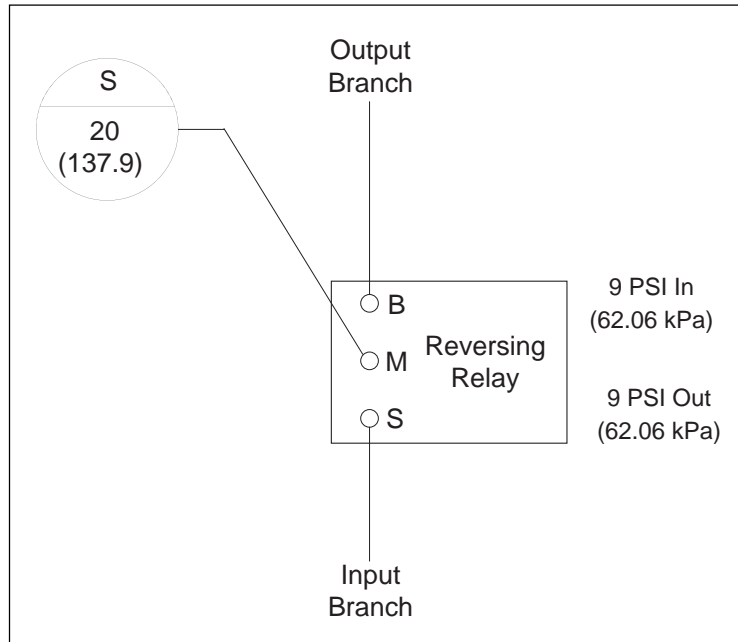 Output
Branch
S
20
(137.9)
B
M
S
Reversing
Relay
9 PSI In
(62.06 kPa)
9 PSI Out
(62.06 kPa)
Input
Branch